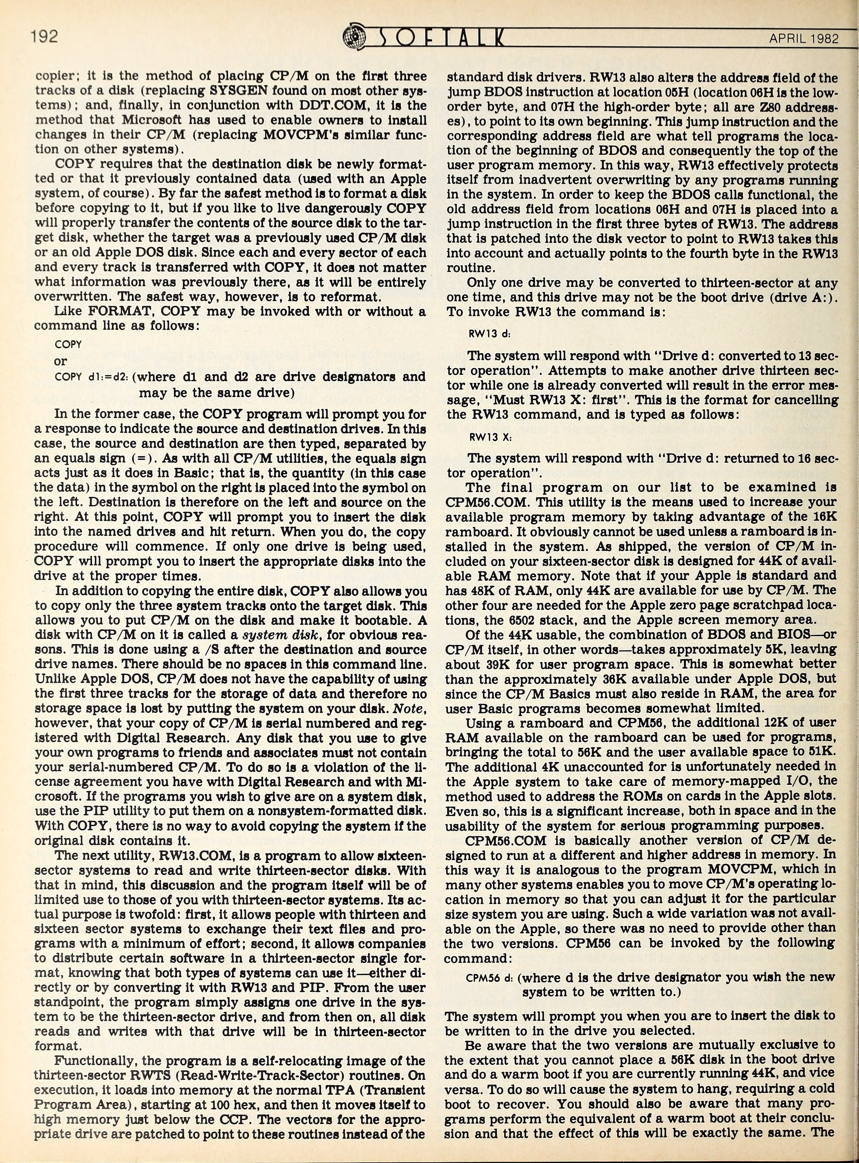 192
SOFTALK
APRIL 1982
copier; it is the method of placing CP/M on the first three
tracks of a disk (replacing SYSGEN found on most other sys-
tems); and, finally, in conjunction with DDT.COM, it is the
method that Microsoft has used to enable owners to install
changes in their CP/M (replacing MOVCPM's similar func-
tion on other systems).
COPY requires that the destination disk be newly format-
ted or that it previously contained data (used with an Apple
system, of course). By far the safest method is to format a disk
before copying to it, but if you like to live dangerously COPY
will properly transfer the contents of the source disk to the tar-
get disk, whether the target was a previously used CP/M disk
or an old Apple DOS disk. Since each and every sector of each
and every track is transferred with COPY, it does not matter
what information was previously there, as it will be entirely
overwritten. The safest way, however, is to reformat.
Like FORMAT, COPY may be invoked with or without a
command line as follows:
COPY
or
COPY d1:=d2: (where d1 and d2 are drive designators and
may be the same drive)
In the former case, the COPY program will prompt you for
a response to indicate the source and destination drives. In this
case, the source and destination are then typed, separated by
an equals sign (=). As with all CP/M utilities, the equals sign
acts just as it does in Basic; that is, the quantity (in this case
the data) in the symbol on the right is placed into the symbol on
the left. Destination is therefore on the left and source on the
right. At this point, COPY will prompt you to insert the disk
into the named drives and hit return. When you do, the copy
procedure will commence. If only one drive is being used,
COPY will prompt you to insert the appropriate disks into the
drive at the proper times.
In addition to copying the entire disk, COPY also allows you
to copy only the three system tracks onto the target disk. This
allows you to put CP/M on the disk and make it bootable. A
disk with CP/M on it is called a system disk, for obvious rea-
sons. This is done using a /S after the destination and source
drive names. There should be no spaces in this command line.
Unlike Apple DOS, CP/M does not have the capability of using
the first three tracks for the storage of data and therefore no
storage space is lost by putting the system on your disk. Note,
however, that your copy of CP/M is serial numbered and reg-
istered with Digital Research. Any disk that you use to give
your own programs to friends and associates must not contain
your serial-numbered CP/M. To do so is a violation of the li-
cense agreement you have with Digital Research and with Mi-
crosoft. If the programs you wish to give are on a system disk,
use the PIP utility to put them on a nonsystem-formatted disk.
With COPY, there is no way to avoid copying the system if the
original disk contains it.
The next utility, RW13.COM, is a program to allow sixteen-
sector systems to read and write thirteen-sector disks. With
that in mind, this discussion and the program itself will be of
limited use to those of you with thirteen-sector systems. Its ac-
tual purpose is twofold: first, it allows people with thirteen and
sixteen sector systems to exchange their text files and pro-
grams with a minimum of effort; second, it allows companies
to distribute certain software in a thirteen-sector single for-
mat, knowing that both types of systems can use it—either di-
rectly or by converting it with RW13 and PIP. From the user
standpoint, the program simply assigns one drive in the sys-
tem to be the thirteen-sector drive, and from then on, all disk
reads and writes with that drive will be in thirteen-sector
format.
Functionally, the program is a self-relocating image of the
thirteen-sector RWTS (Read-Write-Track-Sector) routines. On
execution, it loads into memory at the normal TPA (Transient
Program Area), starting at 100 hex, and then it moves itself to
high memory just below the CCP. The vectors for the appro-
priate drive are patched to point to these routines instead of the
standard disk drivers. RW13 also alters the address field of the
jump BDOS instruction at location 05H (location 06H is the low-
order byte, and 07H the high-order byte; all are Z80 address-
es), to point to its own beginning. This jump instruction and the
corresponding address field are what tell programs the loca-
tion of the beginning of BDOS and consequently the top of the
user program memory. In this way, RW13 effectively protects
itself from inadvertent overwriting by any programs running
in the system. In order to keep the BDOS calls functional, the
old address field from locations 06H and 07H is placed into a
jump instruction in the first three bytes of RW13. The address
that is patched into the disk vector to point to RW13 takes this
into account and actually points to the fourth byte in the RW13
routine.
Only one drive may be converted to thirteen-sector at any
one time, and this drive may not be the boot drive (drive A:).
To invoke RW13 the command is:
RW13 d:
The system will respond with "Drive d: converted to 13 sec-
tor operation". Attempts to make another drive thirteen sec-
tor while one is already converted will result in the error mes-
sage, "Must RW13 X: first". This is the format for cancelling
the RW13 command, and is typed as follows:
RW13 X:
The system will respond with "Drive d: returned to 16 sec-
tor operation".
The final program on our list to be examined is
CPM56.COM. This utility is the means used to increase your
available program memory by taking advantage of the 16K
ramboard. It obviously cannot be used unless a ramboard is in-
stalled in the system. As shipped, the version of CP/M in-
cluded on your sixteen-sector disk is designed for 44K of avail-
able RAM memory. Note that if your Apple is standard and
has 48K of RAM, only 44K are available for use by CP/M. The
other four are needed for the Apple zero page scratchpad loca-
tions, the 6502 stack, and the Apple screen memory area.
Of the 44K usable, the combination of BDOS and BIOS—or
CP/M itself, in other words—takes approximately 5K, leaving
about 39K for user program space. This is somewhat better
than the approximately 36K available under Apple DOS, but
since the CP/M Basics must also reside in RAM, the area for
user Basic programs becomes somewhat limited.
Using a ramboard and CPM56, the additional 12K of user
RAM available on the ramboard can be used for programs,
bringing the total to 56K and the user available space to 51K.
The additional 4K unaccounted for is unfortunately needed in
the Apple system to take care of memory-mapped I/O, the
method used to address the ROMs on cards in the Apple slots.
Even so, this is a significant increase, both in space and in the
usability of the system for serious programming purposes.
CPM56.COM is basically another version of CP/M de-
signed to run at a different and higher address in memory. In
this way it is analogous to the program MOVCPM, which in
many other systems enables you to move CP/M's operating lo-
cation in memory so that you can adjust it for the particular
size system you are using. Such a wide variation was not avail-
able on the Apple, so there was no need to provide other than
the two versions. CPM56 can be invoked by the following
command:
CPM56 d: (where d is the drive designator you wish the new
system to be written to.)
The system will prompt you when you are to insert the disk to
be written to in the drive you selected.
Be aware that the two versions are mutually exclusive to
the extent that you cannot place a 56K disk in the boot drive
and do a warm boot if you are currently running 44K, and vice
versa. To do so will cause the system to hang, requiring a cold
boot to recover. You should also be aware that many pro-
grams perform the equivalent of a warm boot at their conclu-
sion and that the effect of this will be exactly the same. The